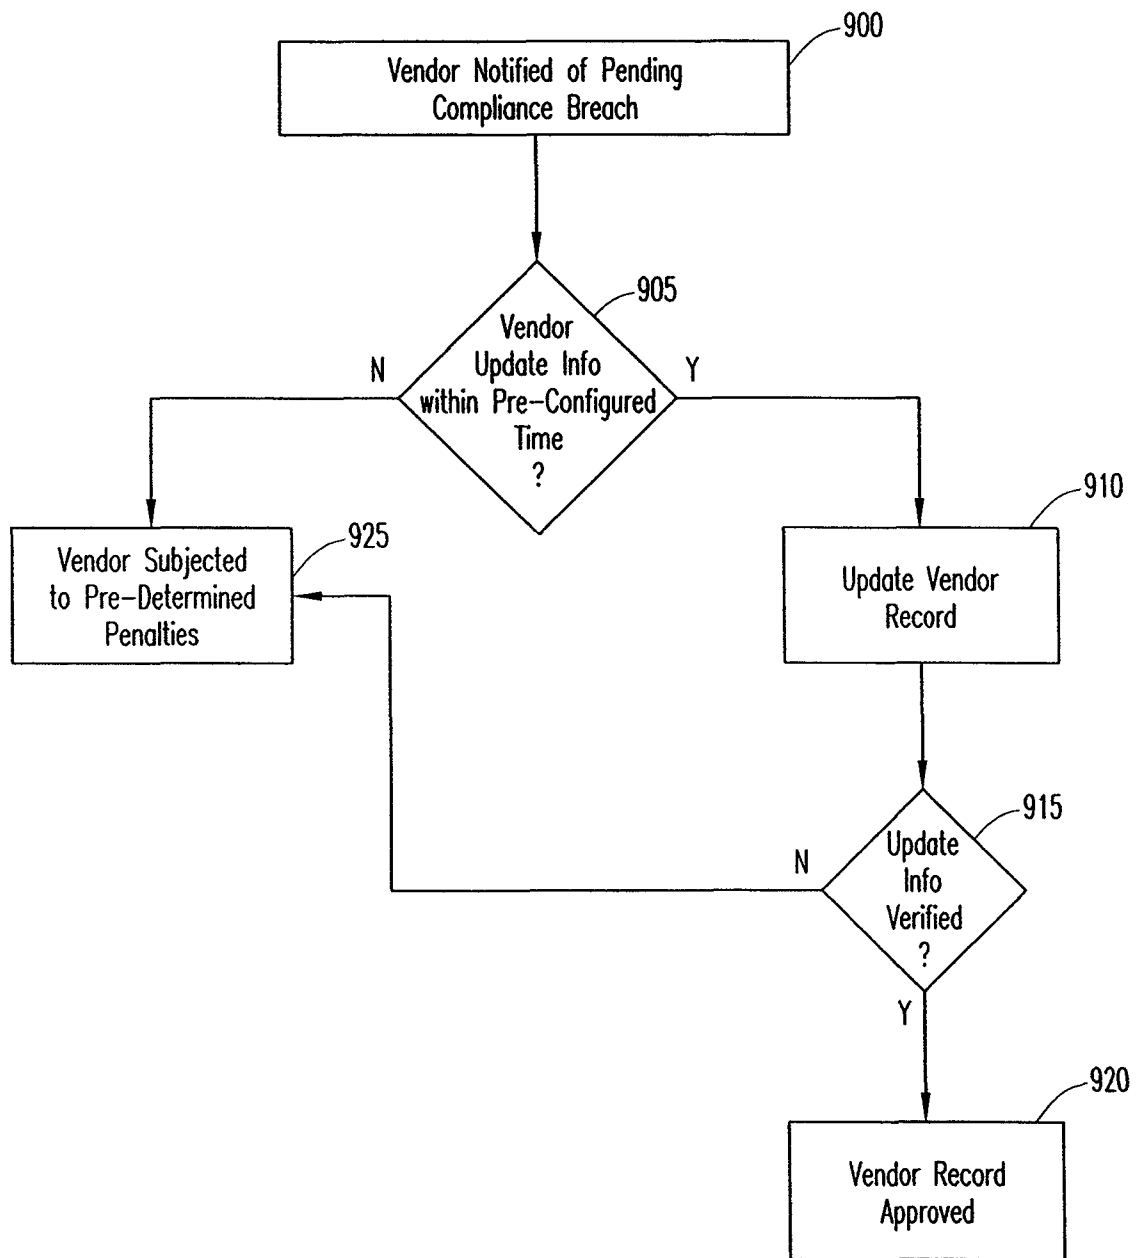 900
Vendor Notified of Pending
Compliance Breach
905
Vendor
Update Info
within Pre-Configured
Time
?
N
Y
910
925
Vendor Subjected
to Pre-Determined
Penalties
Update Vendor
Record
915
Update
Info
Verified
?
N
Y
920
Vendor Record
Approved